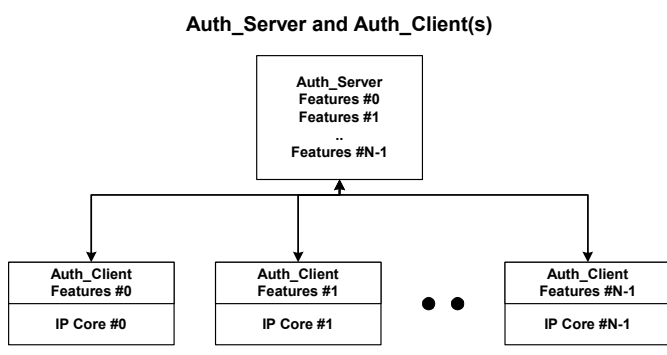 Auth_Server and Auth_Client(s)
Auth_Server
Features #0
Features #1
..
Features #N-1
Auth_Client
Features #0
IP Core #0
Auth_Client
Features #1
IP Core #1
Auth_Client
Features #N-1
IP Core #N-1